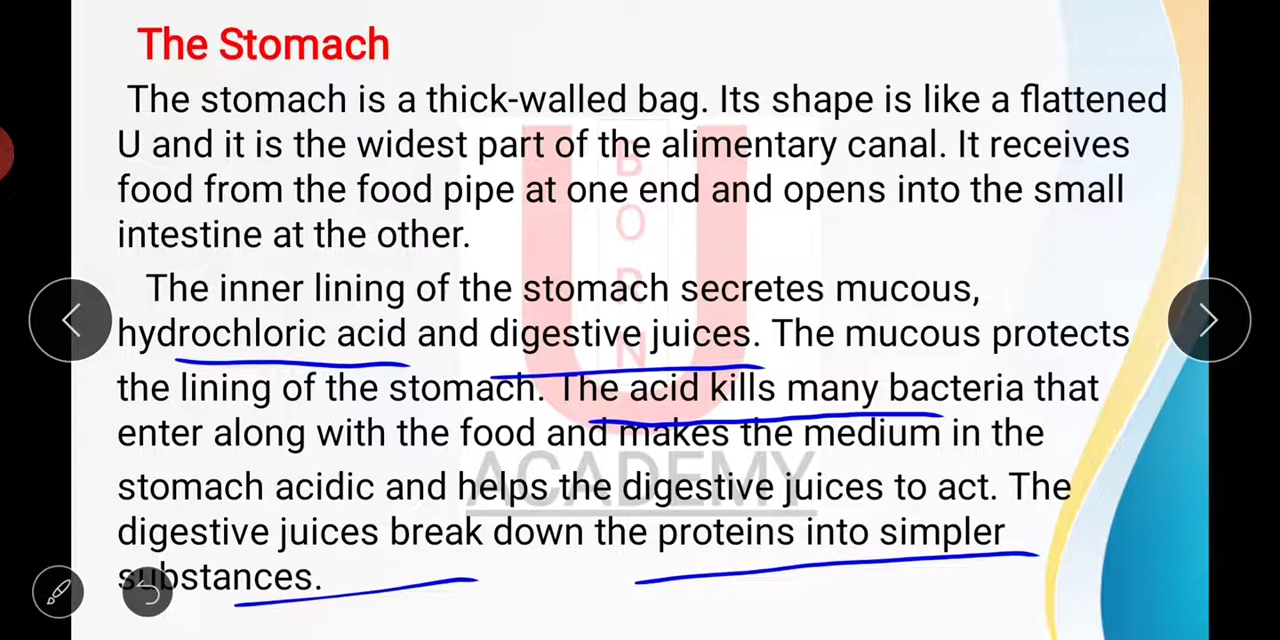 The Stomach
The stomach is a thick-walled bag. Its shape is like a flattened
U and it is the widest part of the alimentary canal. It receives
food from the food pipe at one end and opens into the small
intestine at the other.
The inner lining of the stomach secretes mucous,
hydrochloric acid and digestive juices. The mucous protects
the lining of the stomach. The acid kills many bacteria that
enter along with the food and makes the medium in the
stomach acidic and helps the digestive juices to act. The
digestive juices break down the proteins into simpler
substances.
U
BORN
ACADEMY